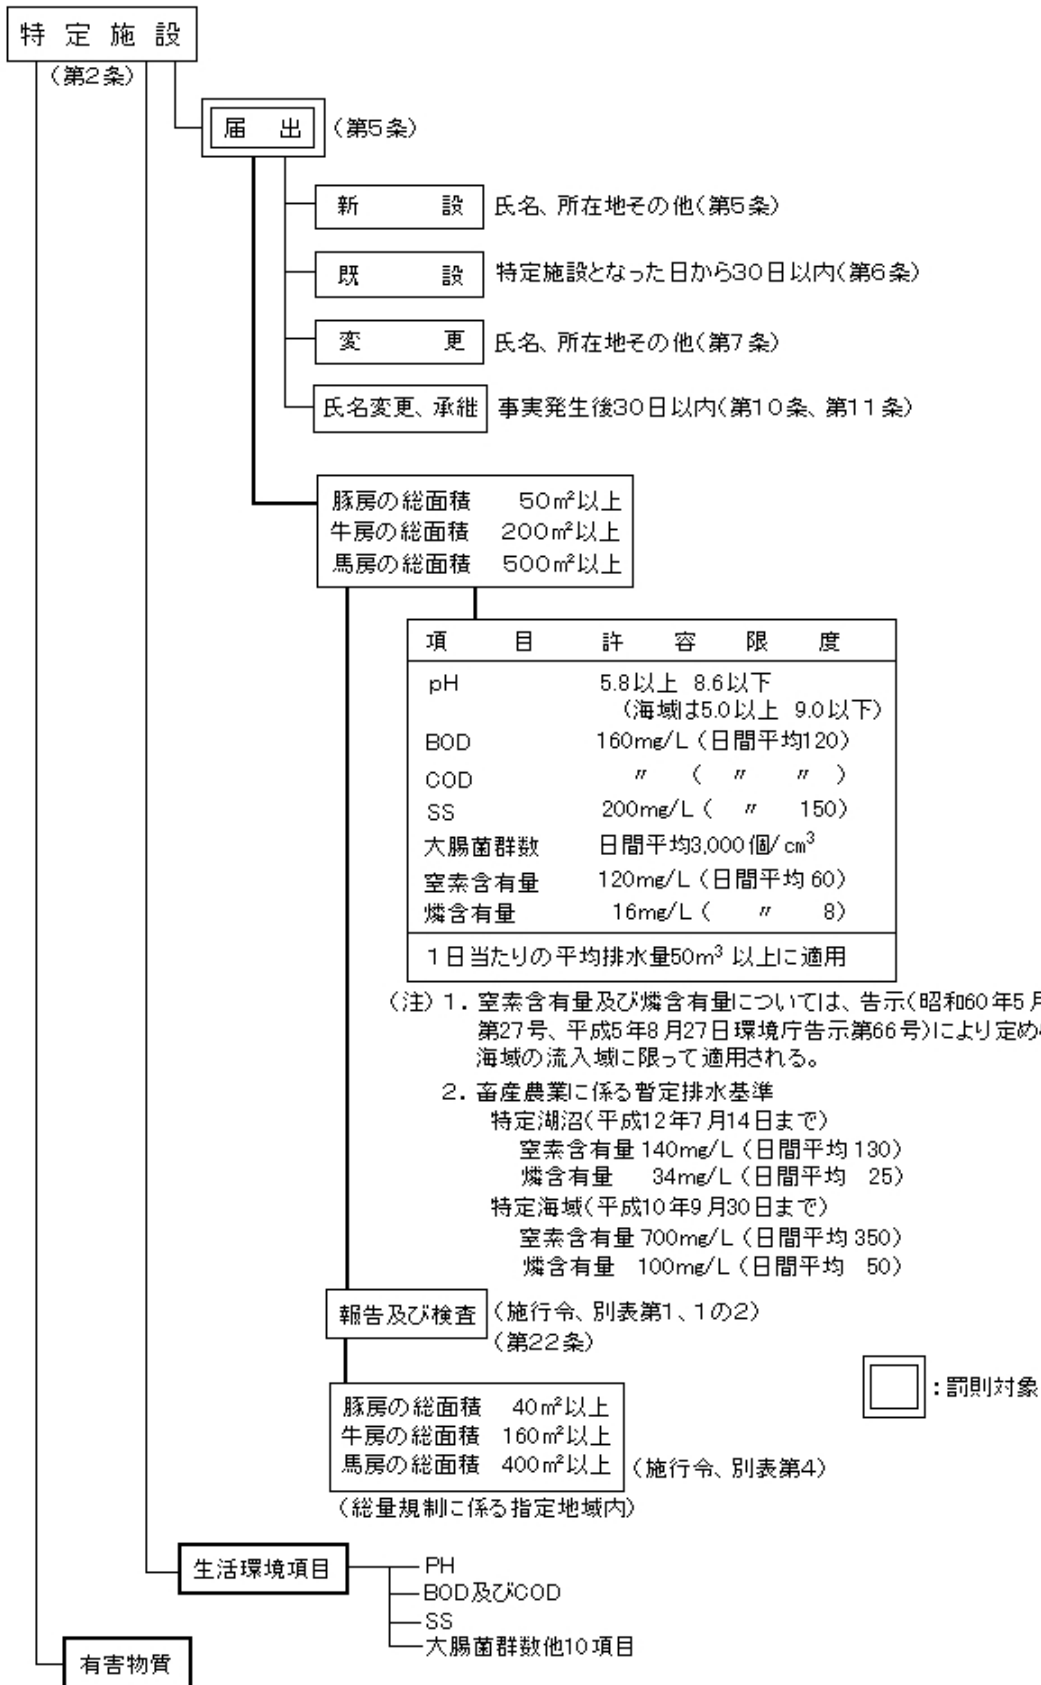 特定施設
（第2条）
届出 （第5条）
新設 氏名、所在地その他（第5条）
既設 特定施設となった日から30日以内（第6条）
変更 氏名、所在地その他（第7条）
氏名変更、承継 事実発生後30日以内（第10条、第11条）
豚房の総面積 50㎡以上
牛房の総面積 200㎡以上
馬房の総面積 500㎡以上
項目 許容限度
pH 5.8以上 8.6以下
（海域は5.0以上 9.0以下）
BOD 160mg/L（日間平均120）
COD 〃 （ 〃 〃 ）
SS 200mg/L（ 〃 150）
大腸菌群数 日間平均3,000個/cm³
窒素含有量 120mg/L（日間平均 60）
燐含有量 16mg/L（ 〃 8）
1日当たりの平均排水量50m³ 以上に適用
（注）1．窒素含有量及び燐含有量については、告示（昭和60年5月
第27号、平成5年8月27日環境庁告示第66号）により定め
海域の流入域に限って適用される。
2．畜産農業に係る暫定排水基準
特定湖沼（平成12年7月14日まで）
窒素含有量 140mg/L（日間平均 130）
燐含有量 34mg/L（日間平均 25）
特定海域（平成10年9月30日まで）
窒素含有量 700mg/L（日間平均 350）
燐含有量 100mg/L（日間平均 50）
報告及び検査 （施行令、別表第1、1の2）
（第22条）
：罰則対象
豚房の総面積 40㎡以上
牛房の総面積 160㎡以上
馬房の総面積 400㎡以上 （施行令、別表第4）
（総量規制に係る指定地域内）
生活環境項目 PH
BOD及びCOD
SS
大腸菌群数他10項目
有害物質